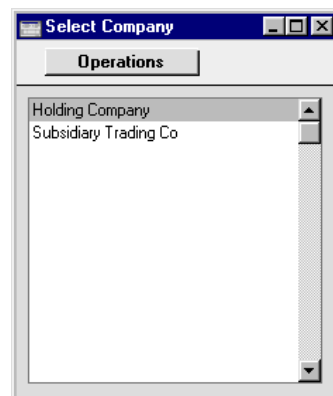 Select Company
Operations
Holding Company
Subsidiary Trading Co